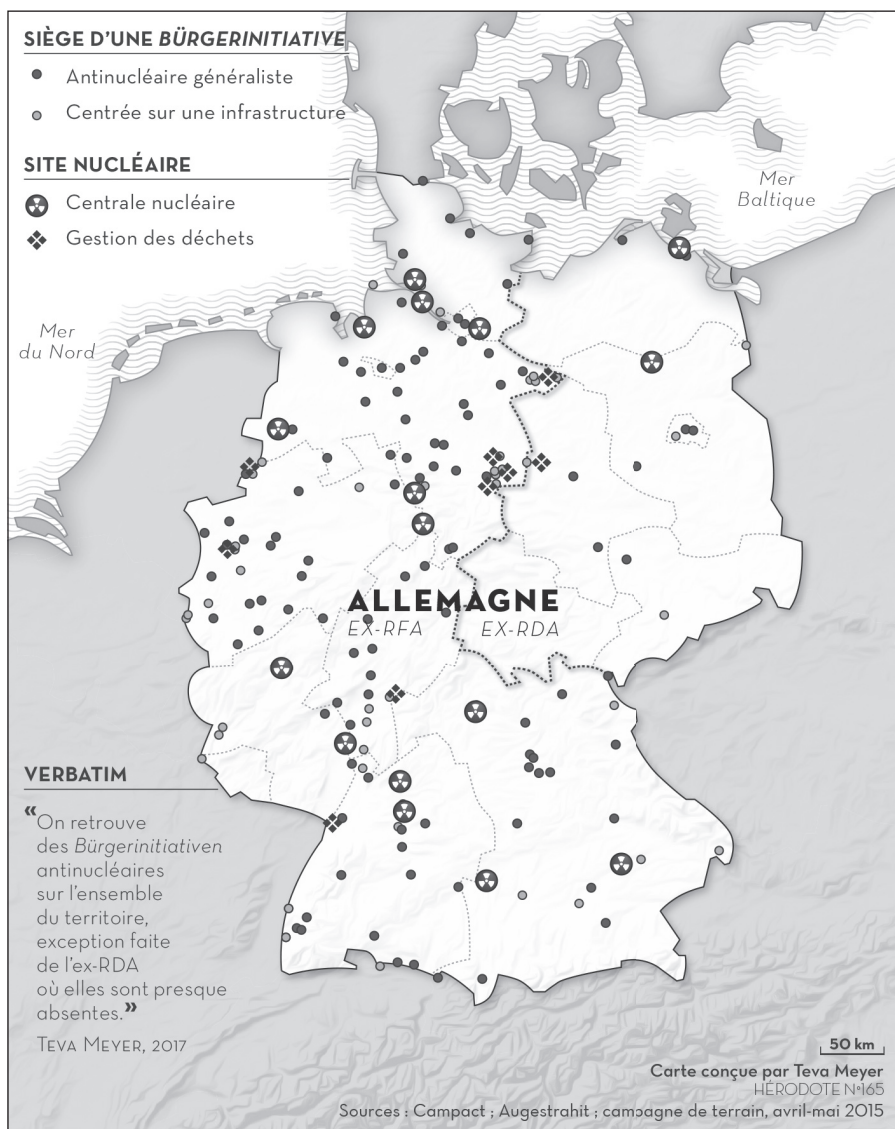 SIÈGE D'UNE BÜRGERINITIATIVE
Antinucléaire généraliste
Centrée sur une infrastructure
SITE NUCLÉAIRE
Centrale nucléaire
Gestion des déchets
Mer
Baltique
Mer
du Nord
ALLEMAGNE
EX-RFA
EX-RDA
VERBATIM
“On retrouve
des Bürgerinitiativen
antinucléaires
sur l'ensemble
du territoire,
exception faite
de l'ex-RDA
où elles sont presque
absentes.”
TEVA MEYER, 2017
50 km
Carte conçue par Teva Meyer
HÉRODOTE N°165
Sources : Campact ; Augestrahit ; campagne de terrain, avril-mai 2015